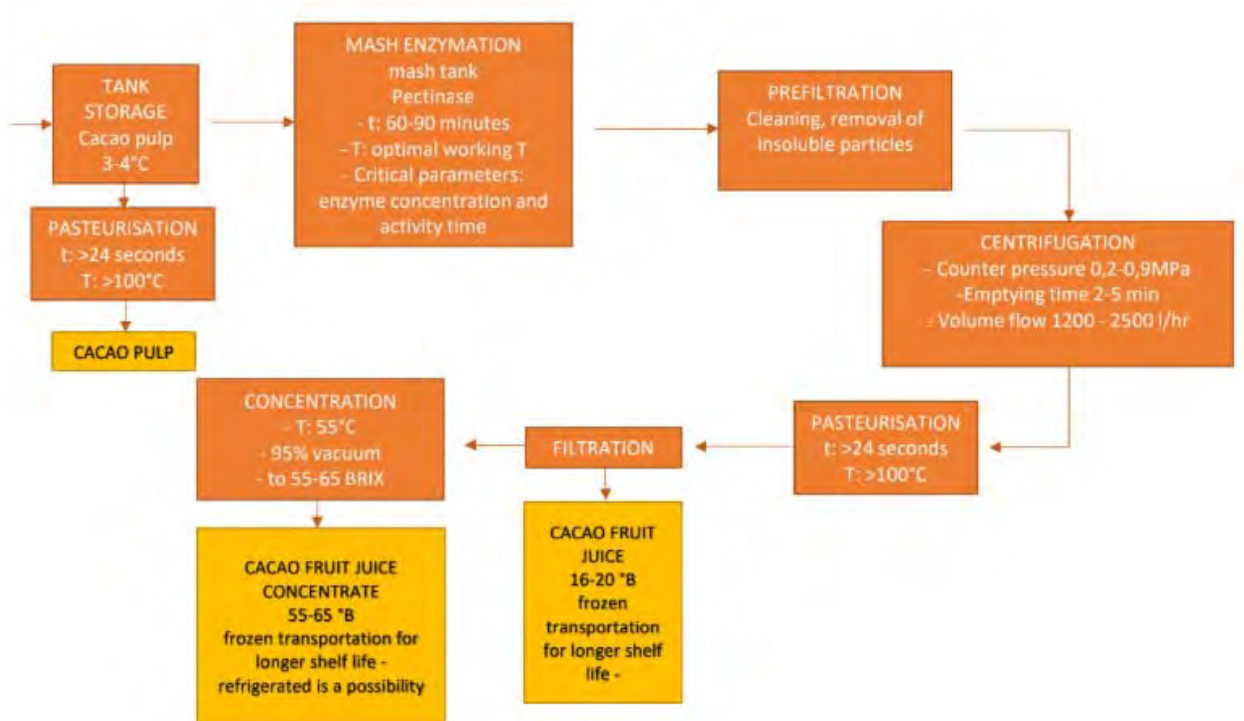 TANK
STORAGE
Cacao pulp
3-4°C
MASH ENZYMATION
mash tank
Pectinase
- t: 60-90 minutes
- T: optimal working T
- Critical parameters:
enzyme concentration and
activity time
PREFILTRATION
Cleaning, removal of
insoluble particles
PASTEURISATION
t: >24 seconds
T: >100°C
CENTRIFUGATION
- Counter pressure 0,2-0,9MPa
-Emptying time 2-5 min
- Volume flow 1200 - 2500 l/hr
CACAO PULP
CONCENTRATION
- T: 55°C
- 95% vacuum
- to 55-65 BRIX
FILTRATION
PASTEURISATION
t: >24 seconds
T: >100°C
CACAO FRUIT JUICE
CONCENTRATE
55-65 °B
frozen transportation for
longer shelf life -
refrigerated is a possibility
CACAO FRUIT
JUICE
16-20 °B
frozen
transportation
for longer shelf
life -